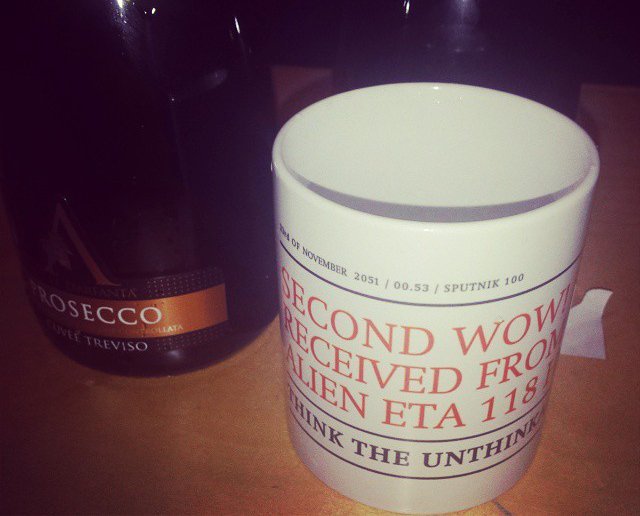 PROSECCO
CUVÉE TREVISO
NOVEMBER 2051 / 00.53 / SPUTNIK 100
SECOND WOW
RECEIVED FROM
ALIEN ETA 118
THINK THE UNTHINK